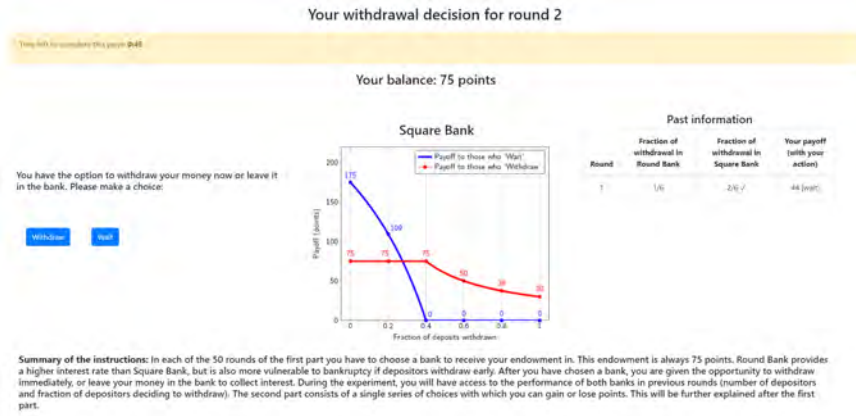 Your withdrawal decision for round 2
Time left to complete this page: 0:45
Your balance: 75 points
Past information
Square Bank
Fraction of withdrawal in Round Bank
Fraction of withdrawal in Square Bank
Your payoff (with your action)
Round
1 1/6 2/6 ✓ 44 (wait)
You have the option to withdraw your money now or leave it
in the bank. Please make a choice:
Withdraw Wait
Payoff to those who 'Wait'
Payoff to those who 'Withdraw
Payoff (points)
200
150
100
50
0
175
75 75 75
50
30
0 0 0 0
0 0.2 0.4 0.6 0.8 1
Fraction of deposits withdrawn
Summary of the instructions: In each of the 50 rounds of the first part you have to choose a bank to receive your endowment in. This endowment is always 75 points. Round Bank provides
a higher interest rate than Square Bank, but is also more vulnerable to bankruptcy if depositors withdraw early. After you have chosen a bank, you are given the opportunity to withdraw
immediately, or leave your money in the bank to collect interest. During the experiment, you will have access to the performance of both banks in previous rounds (number of depositors
and fraction of depositors deciding to withdraw). The second part consists of a single series of choices with which you can gain or lose points. This will be further explained after the first
part.